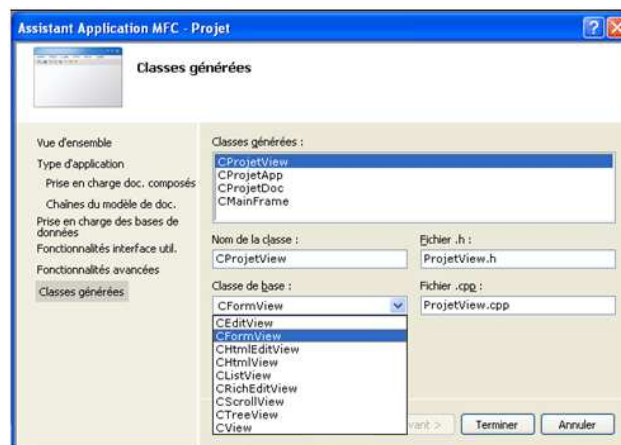 Assistant Application MFC - Projet
Classes générées
Vue d'ensemble
Type d'application
Prise en charge doc. composés
Chaînes du modèle de doc.
Prise en charge des bases de
données
Fonctionnalités interface util.
Fonctionnalités avancées
Classes générées
Classes générées :
CProjetView
CProjetApp
CProjetDoc
CMainFrame
Nom de la classe :
CProjetView
Fichier .h :
ProjetView.h
Classe de base :
CFormView
Fichier .cpp :
ProjetView.cpp
CEditView
CFormView
CHtmlEditView
CHtmlView
CListView
CRichEditView
CScrollView
CTreeView
CView
vant >
Terminer
Annuler